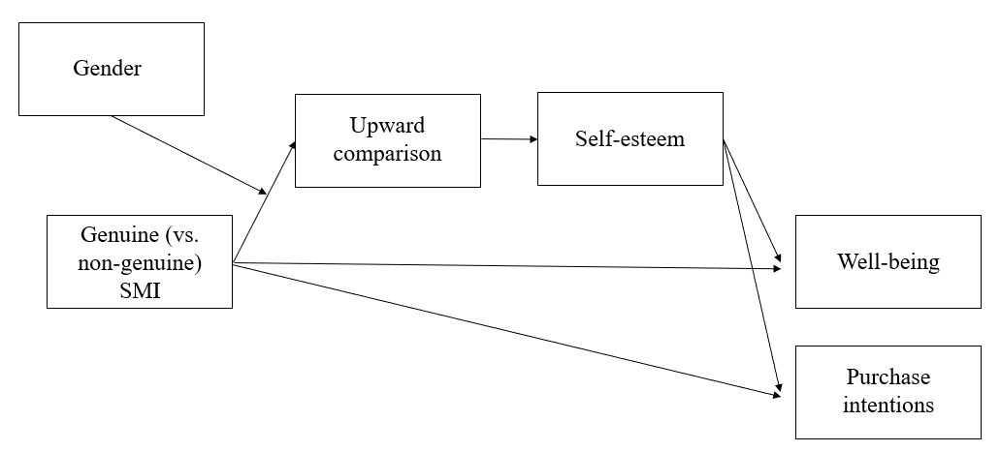 Gender
Upward
comparison
Self-esteem
Genuine (vs.
non-genuine)
SMI
Well-being
Purchase
intentions